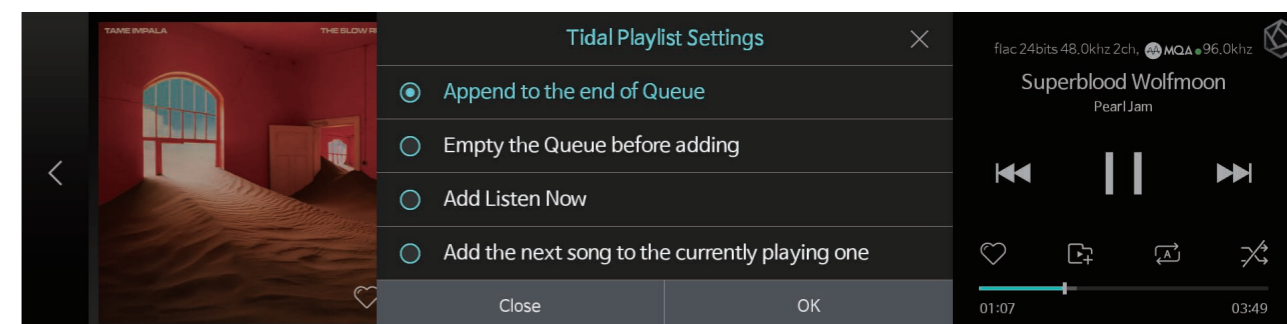 TAME IMPALA
THE SLOW R
Tidal Playlist Settings
Append to the end of Queue
Empty the Queue before adding
Add Listen Now
Add the next song to the currently playing one
Close
OK
flac 24bits 48.0khz 2ch, MQA 96.0khz
Superblood Wolfmoon
Pearl Jam
A
01:07
03:49